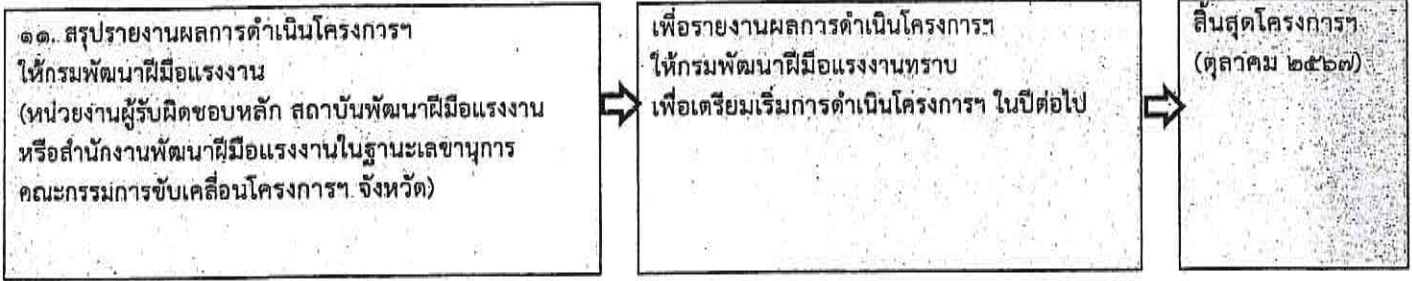 ๑๑. สรุปรายงานผลการดำเนินโครงการฯ
ให้กรมพัฒนาฝีมือแรงงาน
(หน่วยงานผู้รับผิดชอบหลัก สถาบันพัฒนาฝีมือแรงงาน
หรือสำนักงานพัฒนาฝีมือแรงงานในฐานะเลขานุการ
คณะกรรมการขับเคลื่อนโครงการฯ จังหวัด)
เพื่อรายงานผลการดำเนินโครงการฯ
ให้กรมพัฒนาฝีมือแรงงานทราบ
เพื่อเตรียมเริ่มการดำเนินโครงการฯ ในปีต่อไป
สิ้นสุดโครงการฯ
(ตุลาคม ๒๕๖๗)